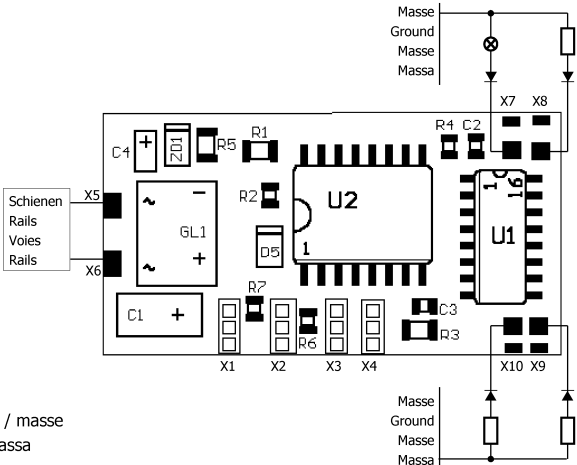 Masse
Ground
Masse
Massa
X7 X8
R4 C2
C4 + ZD1 R5 R1
1 16
R2 U2 U1
Schienen
Rails
Voies
Rails
X5
X6
~ −
GL1
~ +
D5 1
R7
C1 +
R6
C3
R3
X1 X2 X3 X4
X10 X9
Masse
Ground
Masse
Massa
/ masse
assa